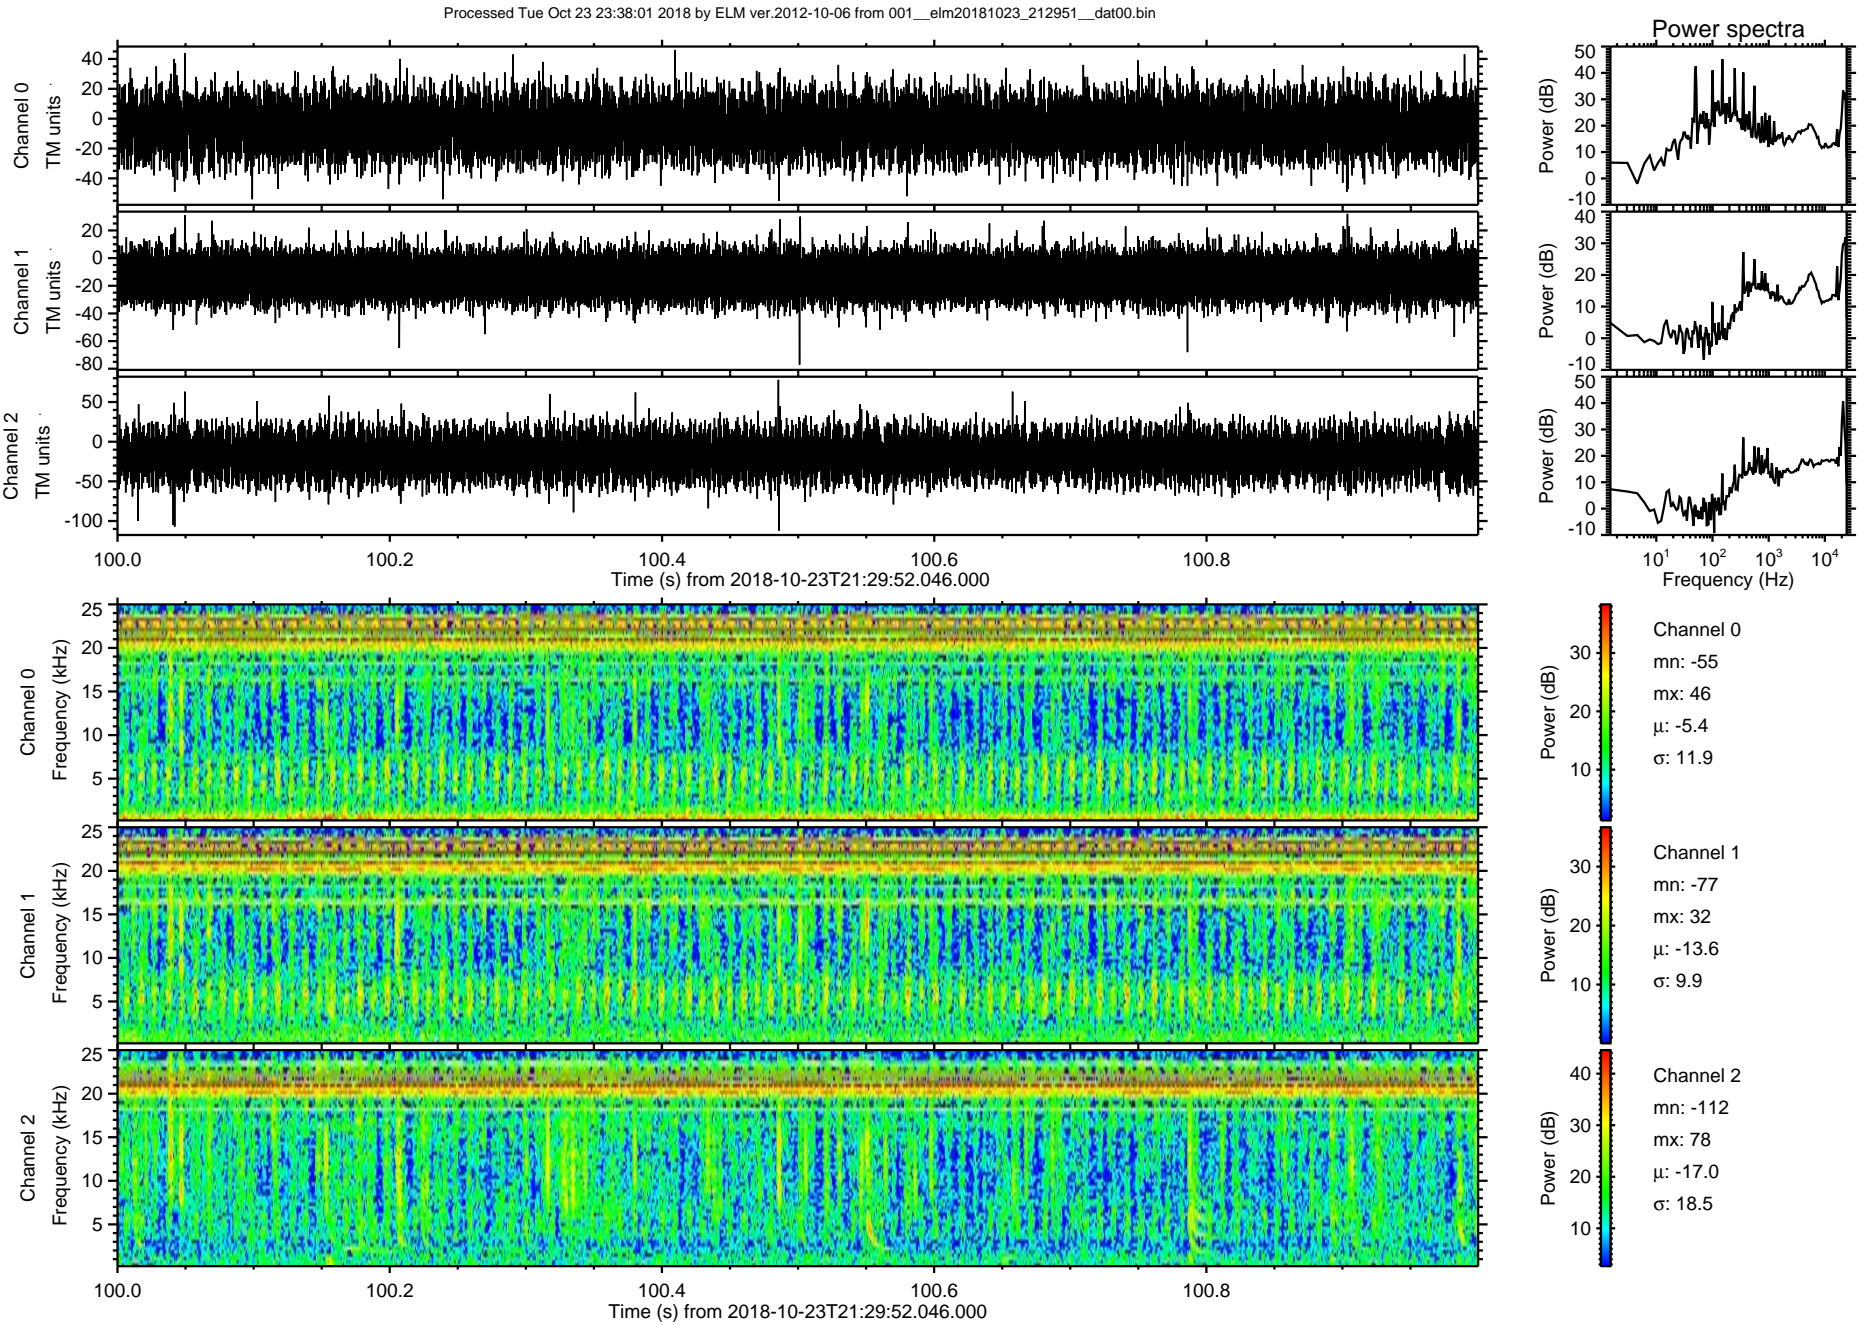 Processed Tue Oct 23 23:38:01 2018 by ELM ver.2012-10-06 from 001__elm20181023_212951__dat00.bin
Power spectra
Channel 0
TM units
40
20
0
-20
-40
Power (dB)
50
40
30
20
10
0
-10
Channel 1
TM units
20
0
-20
-40
-60
-80
Power (dB)
40
30
20
10
0
-10
Channel 2
TM units
50
0
-50
-100
Power (dB)
50
40
30
20
10
0
-10
100.0 100.2 100.4 100.6 100.8
Time (s) from 2018-10-23T21:29:52.046.000
10¹ 10² 10³ 10⁴
Frequency (Hz)
Channel 0
Frequency (kHz)
25
20
15
10
5
Power (dB)
30
20
10
Channel 0
mn: -55
mx: 46
μ: -5.4
σ: 11.9
Channel 1
Frequency (kHz)
25
20
15
10
5
Power (dB)
30
20
10
Channel 1
mn: -77
mx: 32
μ: -13.6
σ: 9.9
Channel 2
Frequency (kHz)
25
20
15
10
5
Power (dB)
40
30
20
10
Channel 2
mn: -112
mx: 78
μ: -17.0
σ: 18.5
100.0 100.2 100.4 100.6 100.8
Time (s) from 2018-10-23T21:29:52.046.000